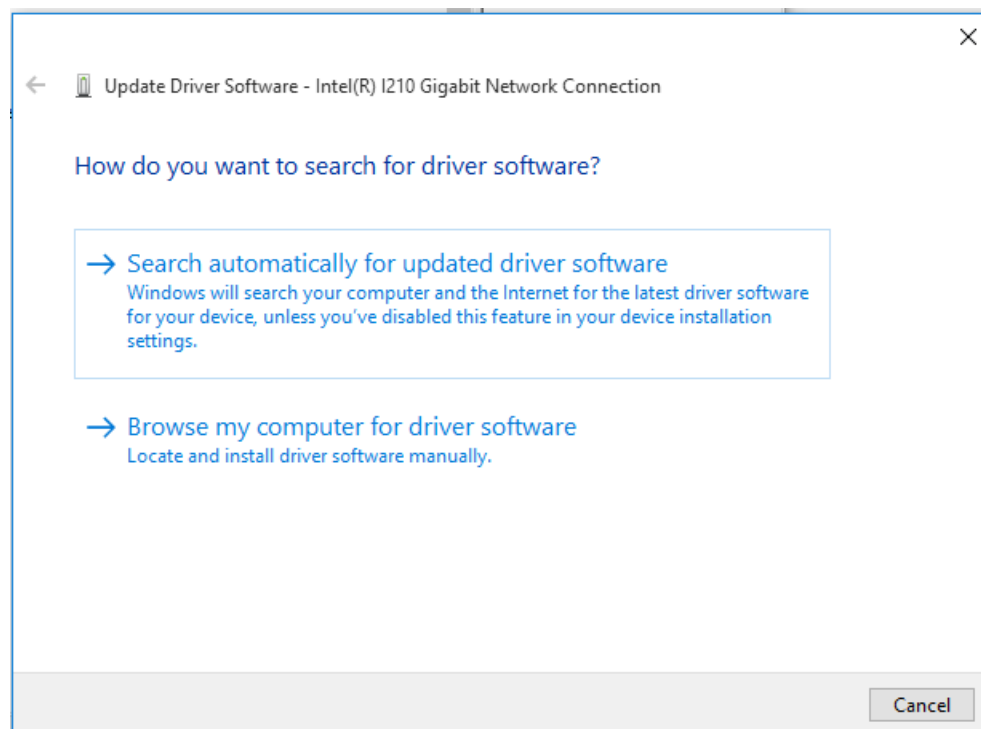 Update Driver Software - Intel(R) I210 Gigabit Network Connection
How do you want to search for driver software?
Search automatically for updated driver software
Windows will search your computer and the Internet for the latest driver software
for your device, unless you've disabled this feature in your device installation
settings.
Browse my computer for driver software
Locate and install driver software manually.
Cancel